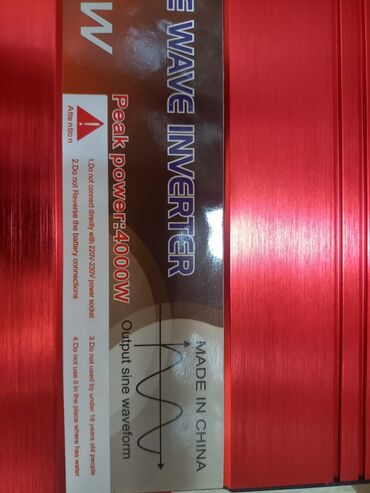 E WAVE INVERTER
W
Peak power:4000W
MADE IN CHINA
Output sine waveform
Attention
1.Do not connect directly with 220V-230V power socket
2.Do not Reverse the battery connections
3.Do not used by under 18 years old people
4.Do not use it in the place where has water